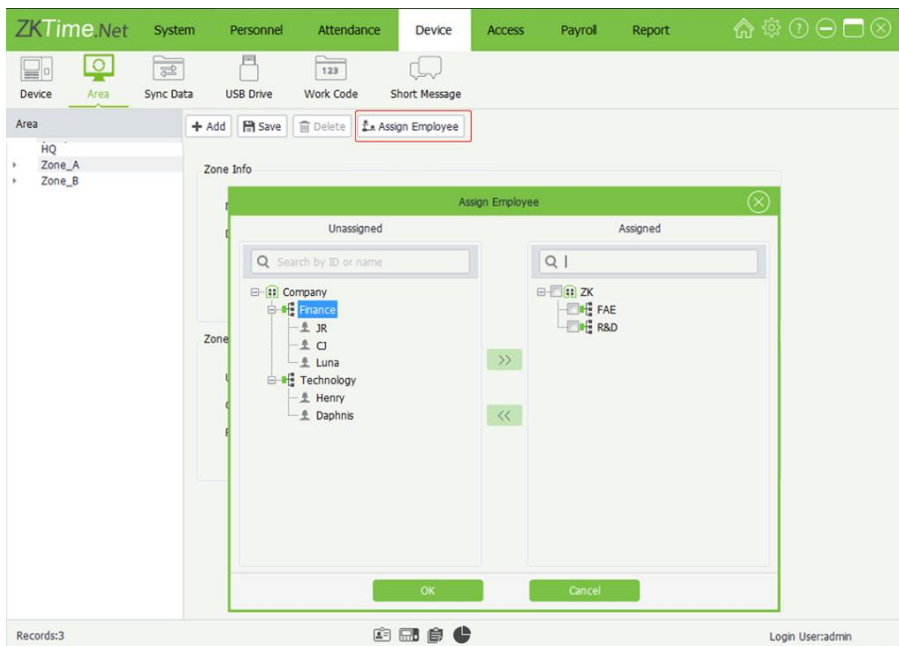 ZKTime.Net System Personnel Attendance Device Access Payroll Report
123
Device Area Sync Data USB Drive Work Code Short Message
Area
+ Add Save Delete Assign Employee
HQ
Zone_A
Zone_B
Zone Info
Assign Employee
Unassigned Assigned
Search by ID or name
Company
Finance
JR
CJ
Luna
Technology
Henry
Daphnis
ZK
FAE
R&D
>>
<<
Zone
OK Cancel
Records:3 Login User:admin